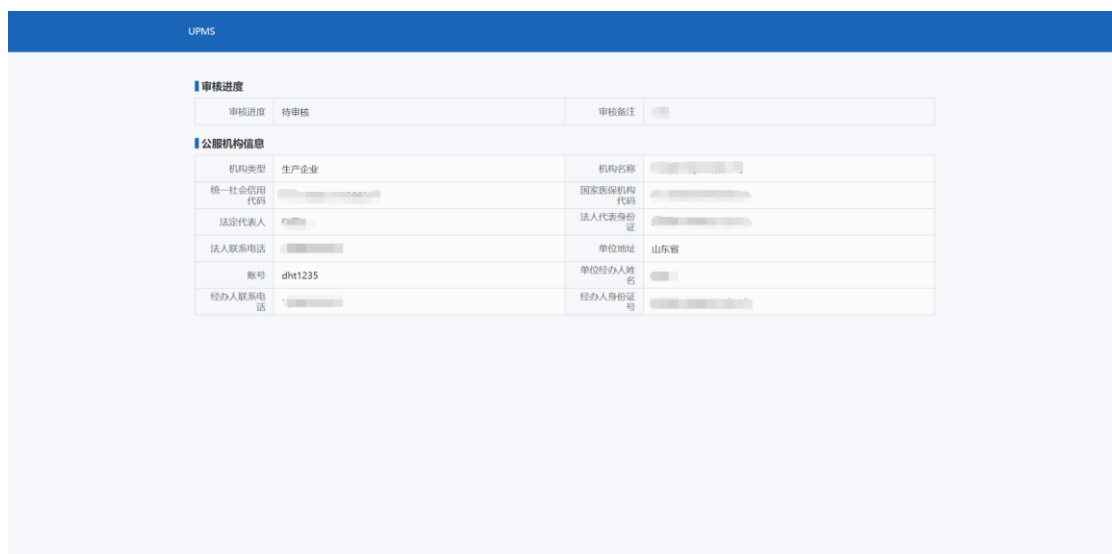 UPMS
审核进度
审核进度 待审核 审核备注
公服机构信息
机构类型 生产企业 机构名称
统一社会信用 国家医保机构
代码 代码
法定代表人 法人代表身份
证
法人联系电话 单位地址 山东省
账号 dht1235 单位经办人姓
名
经办人联系电 经办人身份证
话 号